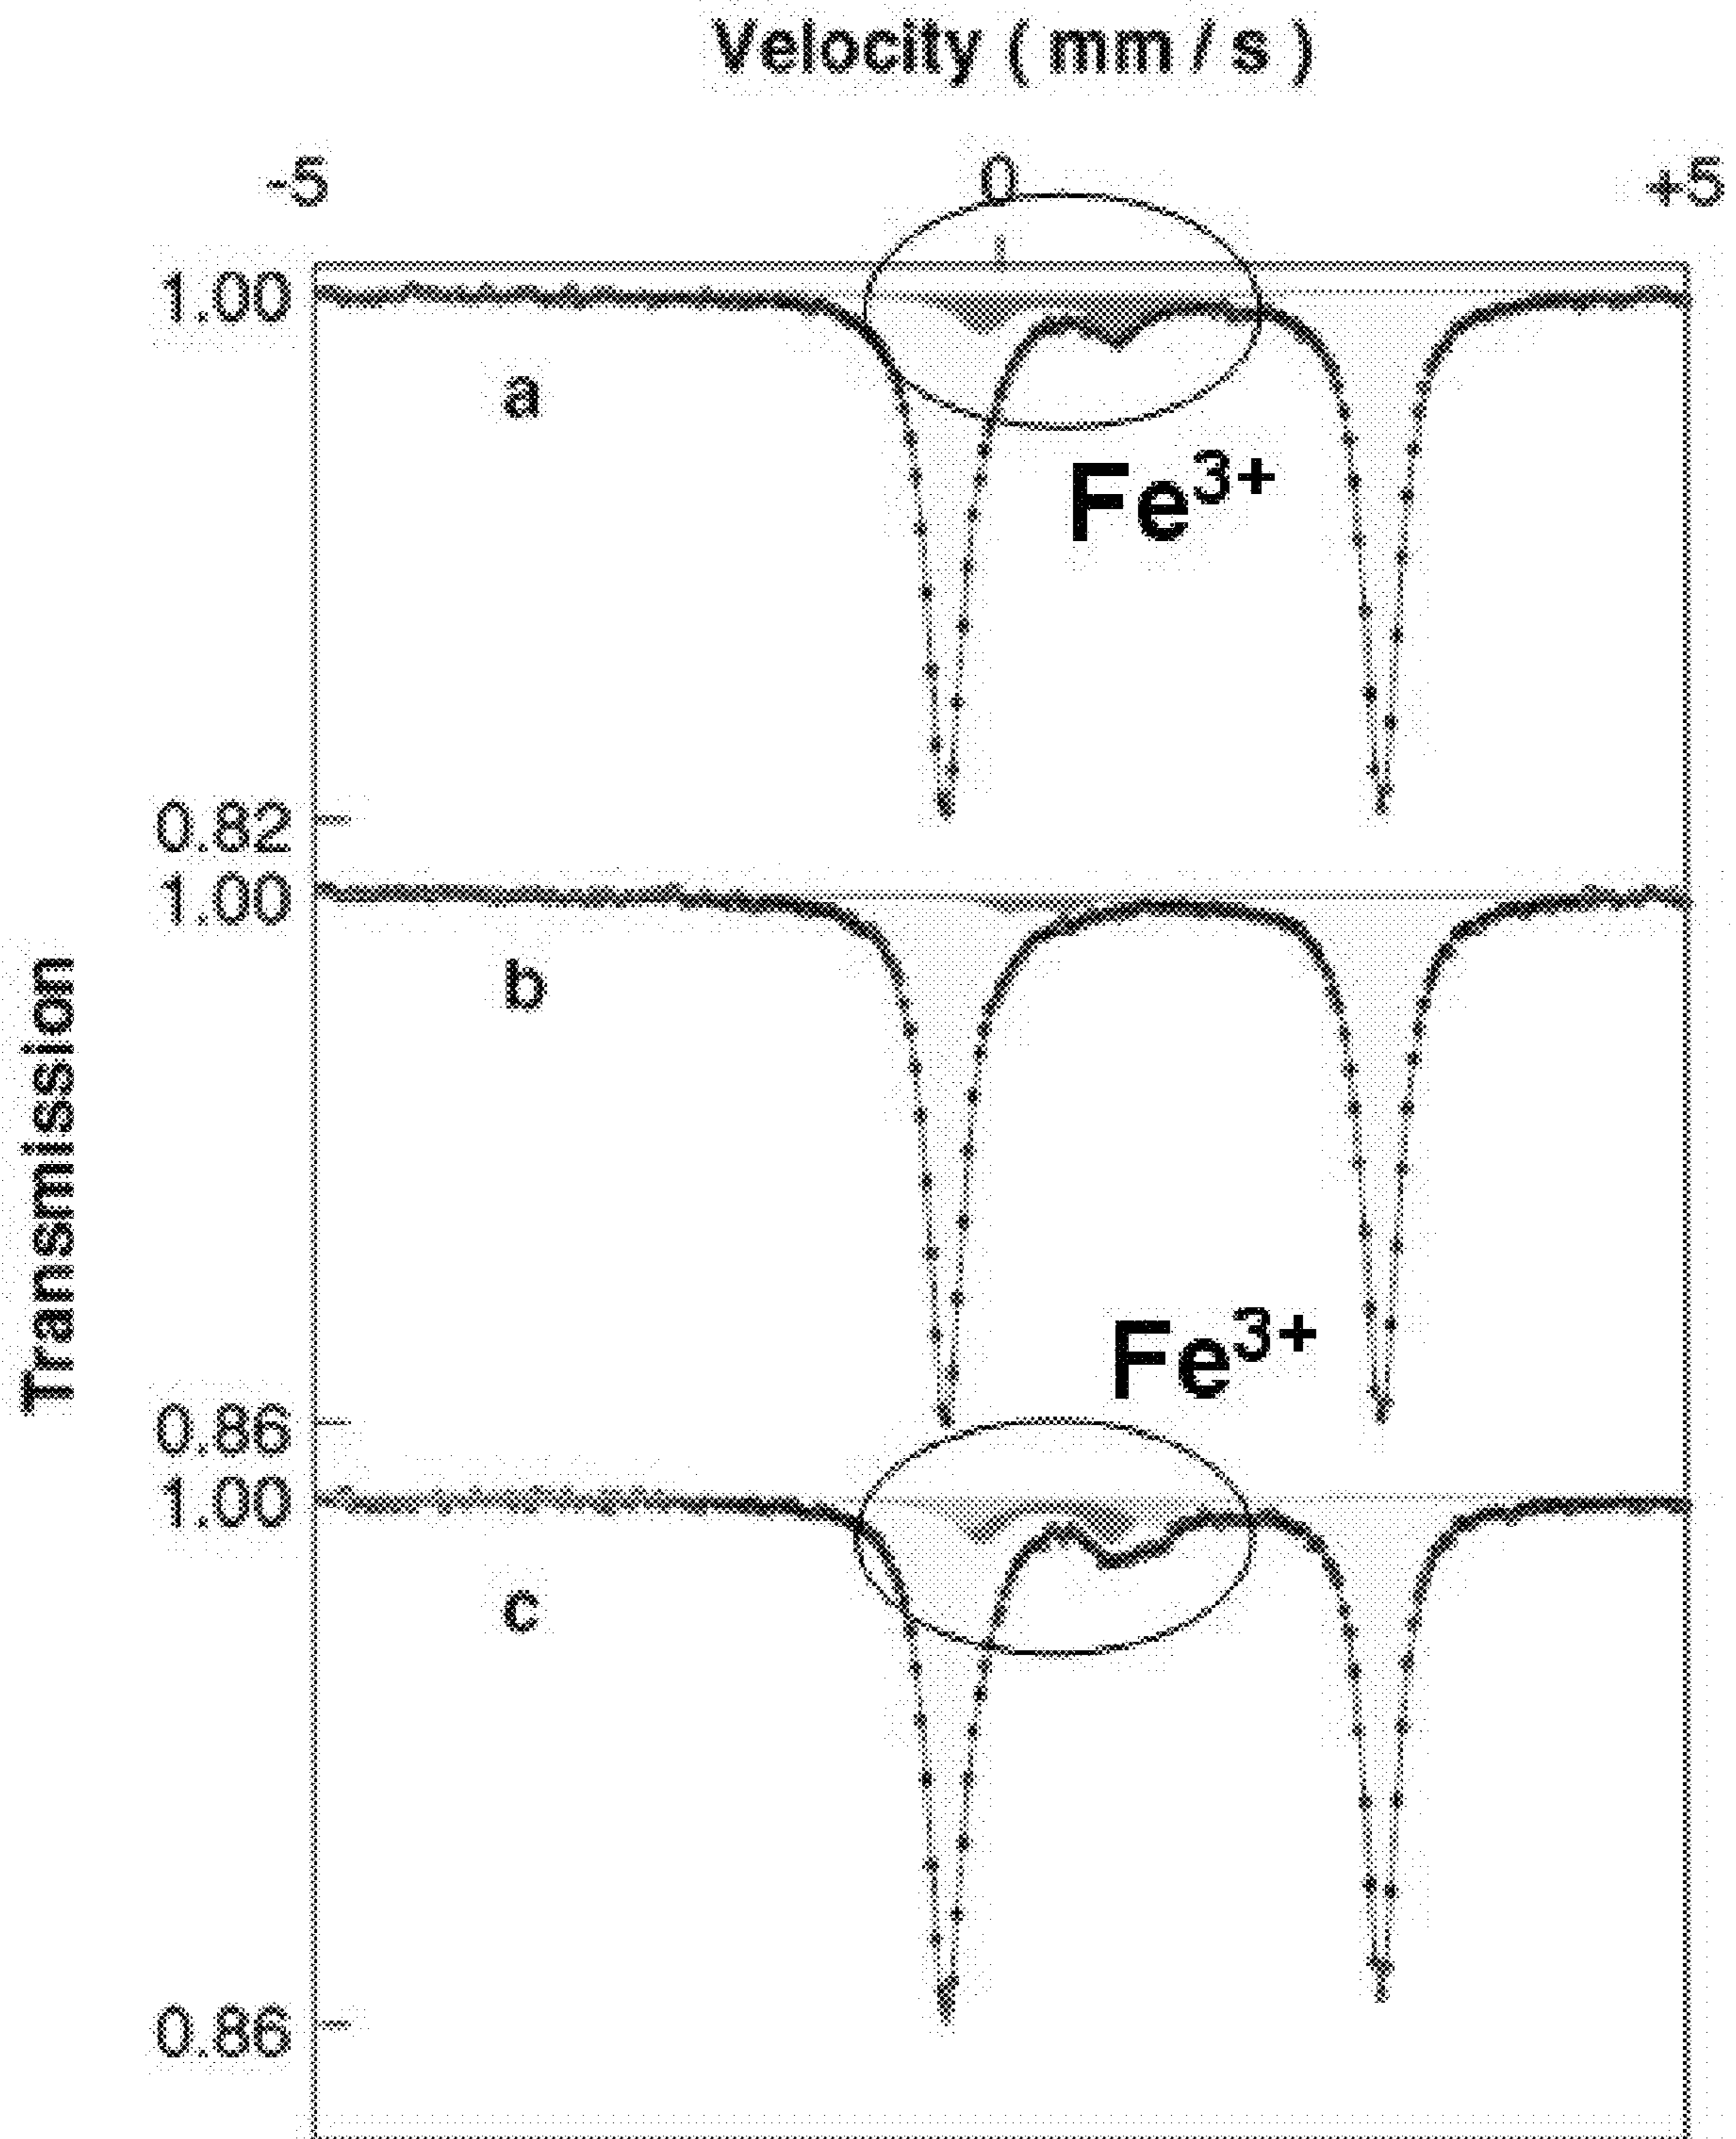 Velocity ( mm / s )
-5 0 +5
1.00
a
Fe³⁺
0.82
1.00
b
Transmission
Fe³⁺
0.86
1.00
c
0.86